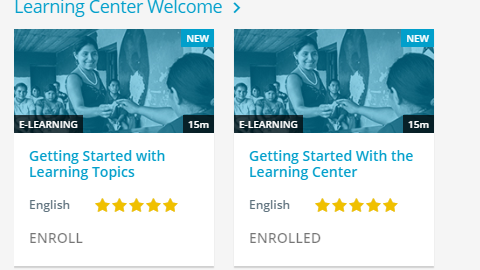 Learning Center Welcome
NEW
NEW
E-LEARNING
15m
E-LEARNING
15m
Getting Started with
Learning Topics
Getting Started With the
Learning Center
English
English
ENROLL
ENROLLED